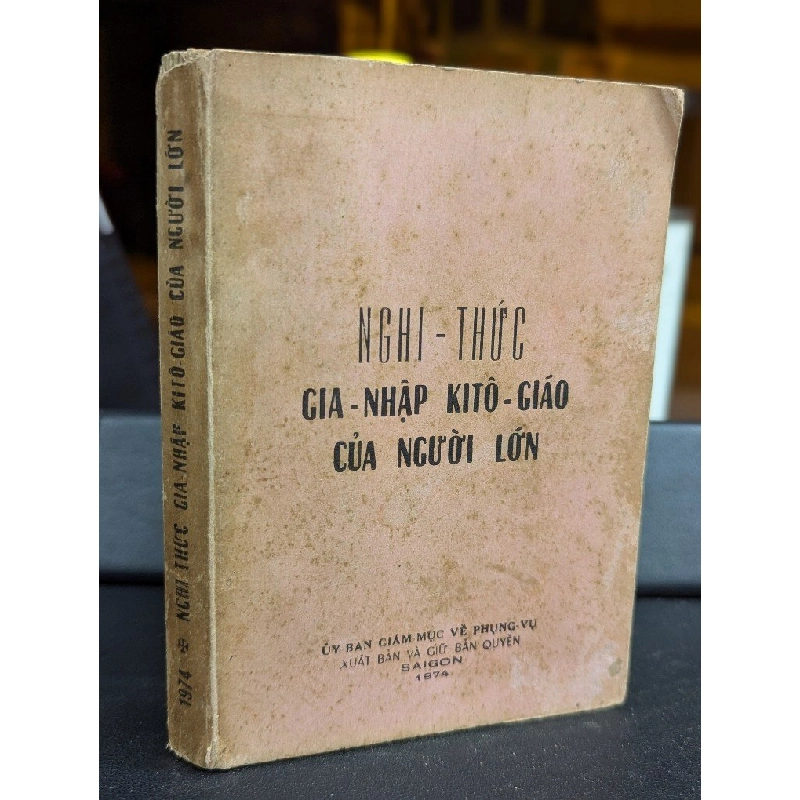 NGHI - THỨC
GIA - NHẬP KITÔ - GIÁO
CỦA NGƯỜI LỚN
ỦY BAN GIÁM-MỤC VỀ PHỤNG-VỤ
XUẤT BẢN VÀ GIỮ BẢN QUYỀN
SAIGON
1974
1974 ✠ NGHI-THỨC GIA-NHẬP KITÔ-GIÁO CỦA NGƯỜI LỚN